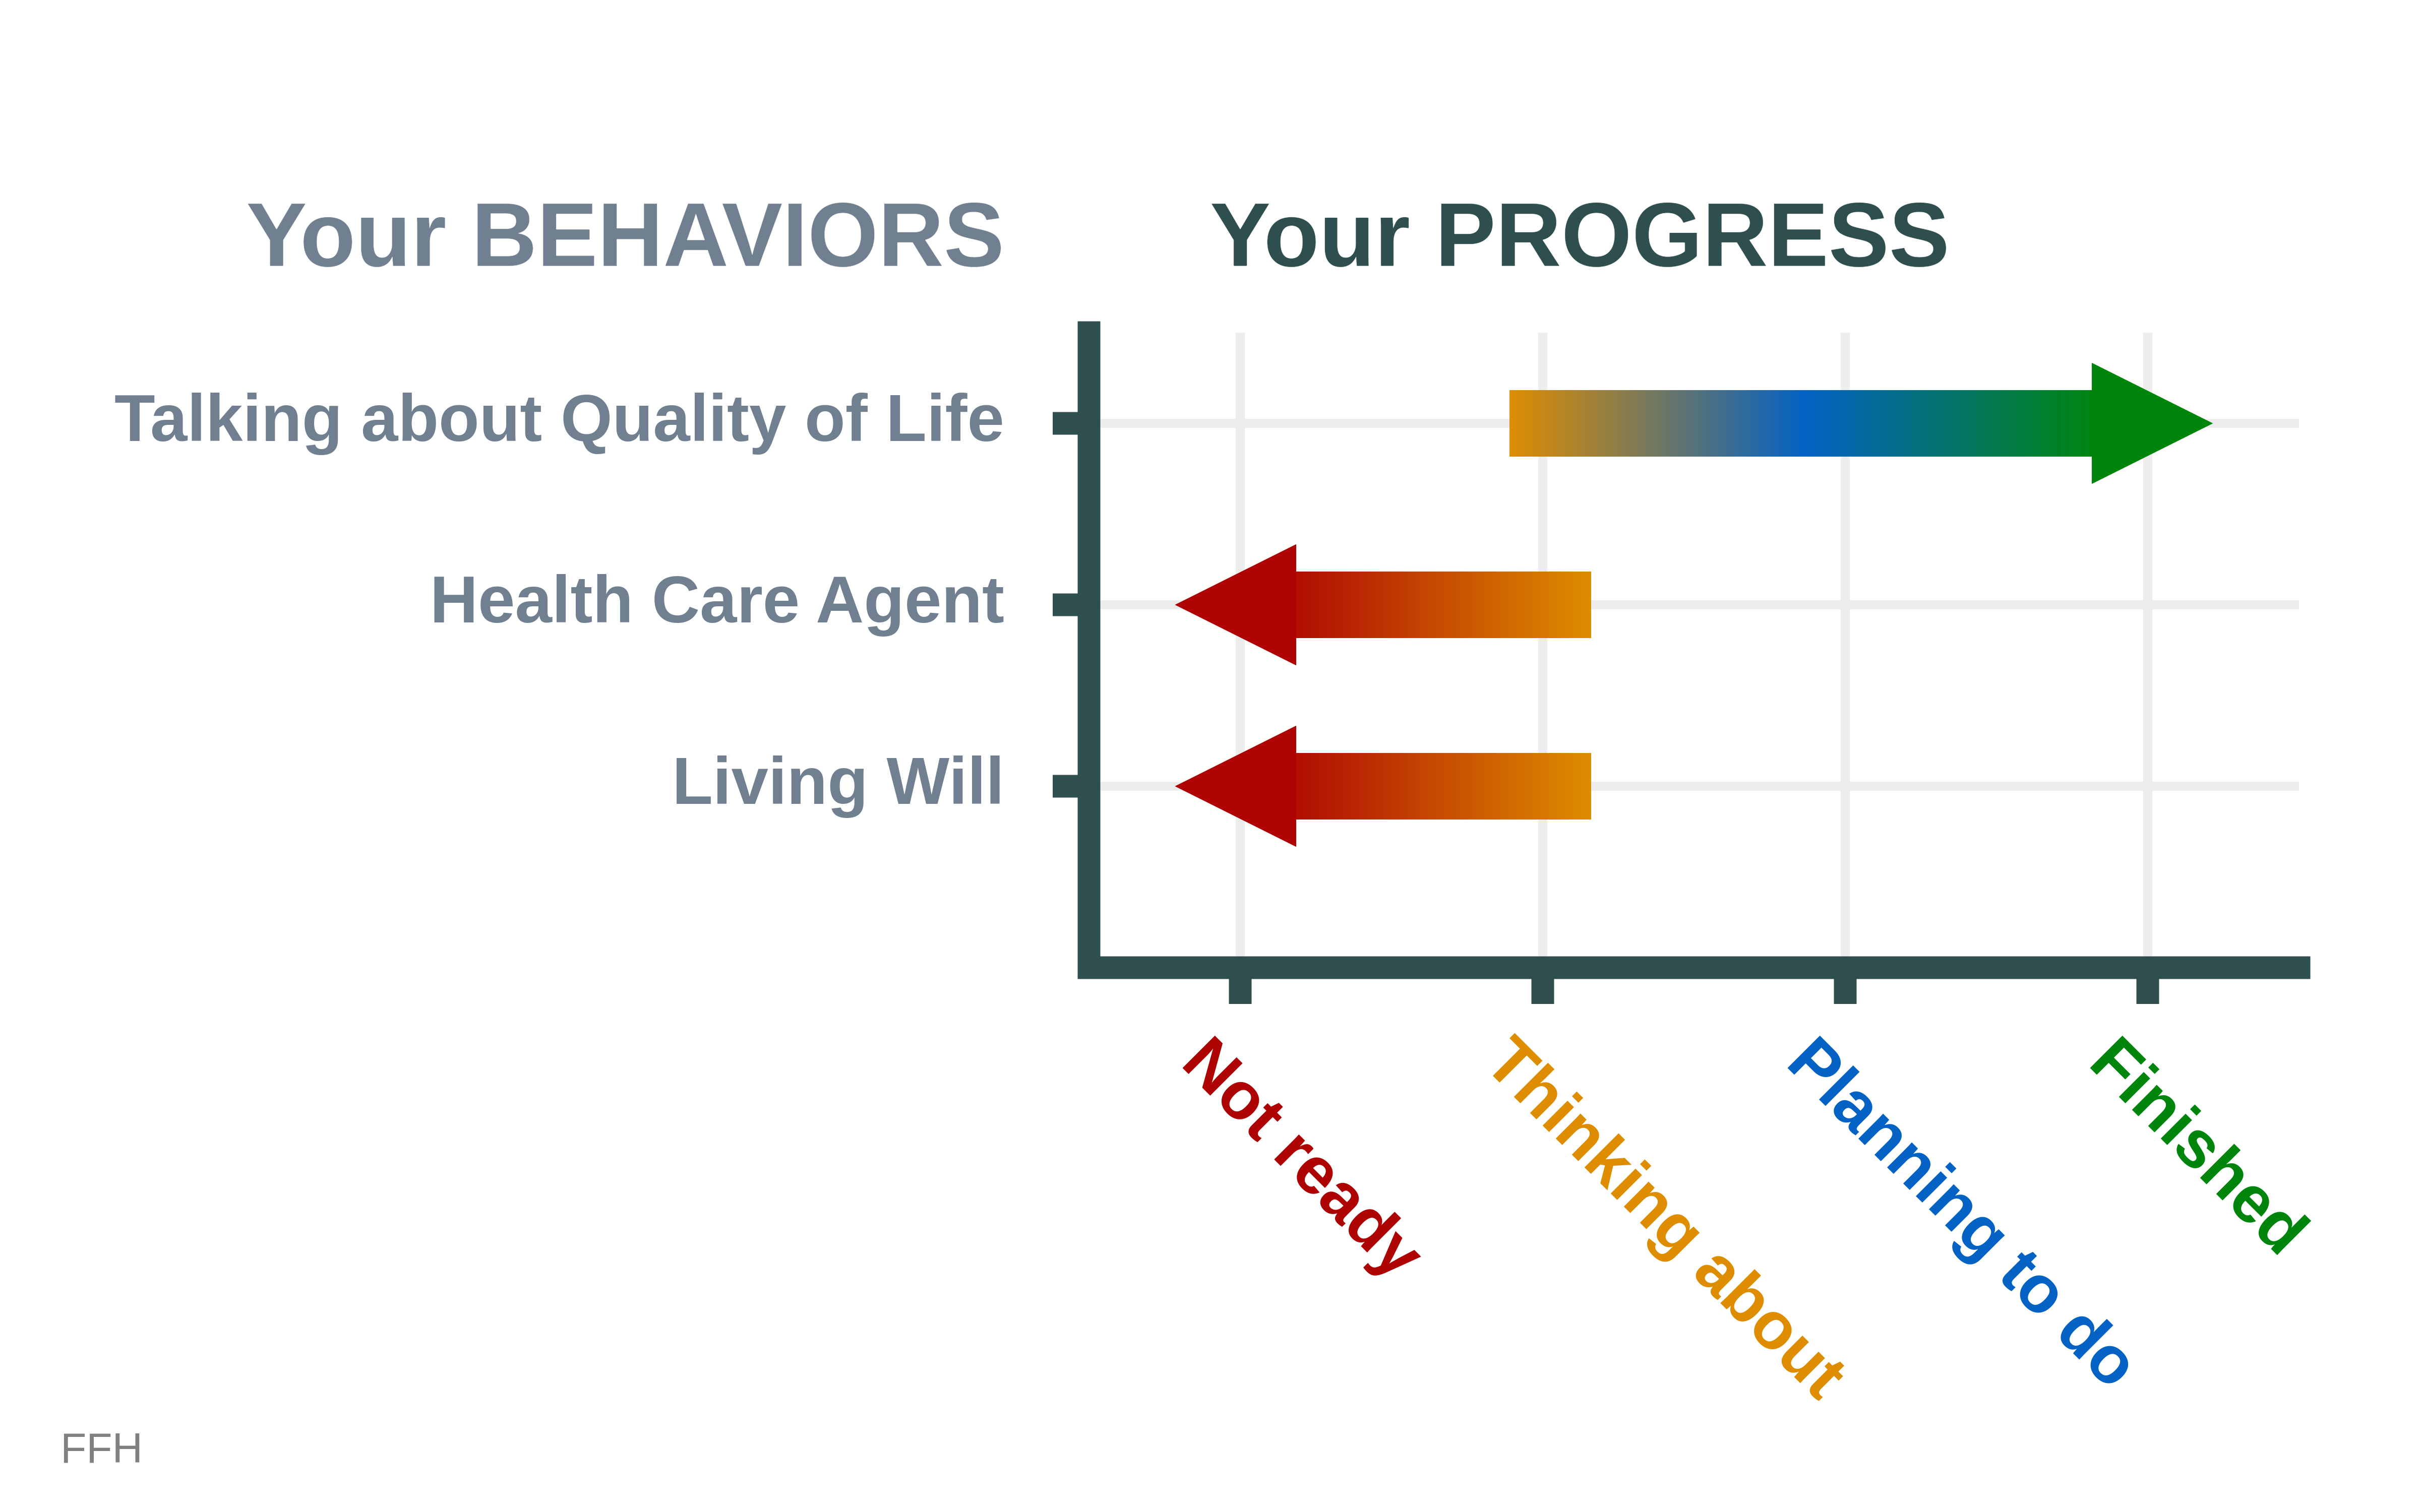 Your BEHAVIORS
Your PROGRESS
Talking about Quality of Life
Health Care Agent
Living Will
Not ready
Thinking about
Planning to do
Finished
FFH